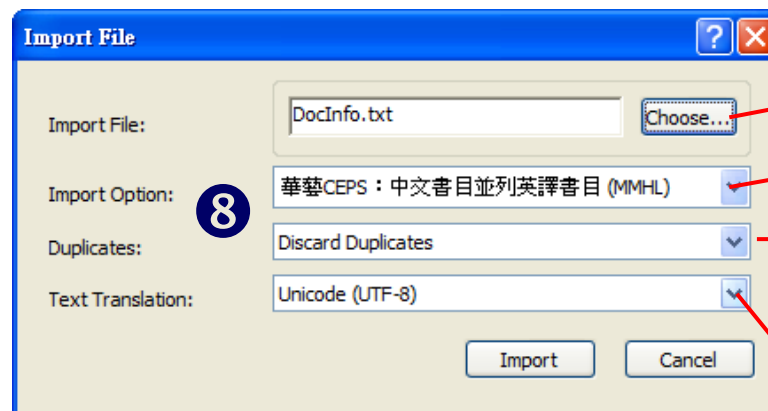 Import File
Import File:
DocInfo.txt
Choose...
Import Option:
華藝CEPS：中文書目並列英譯書目 (MMHL)
8
Duplicates:
Discard Duplicates
Text Translation:
Unicode (UTF-8)
Import
Cancel